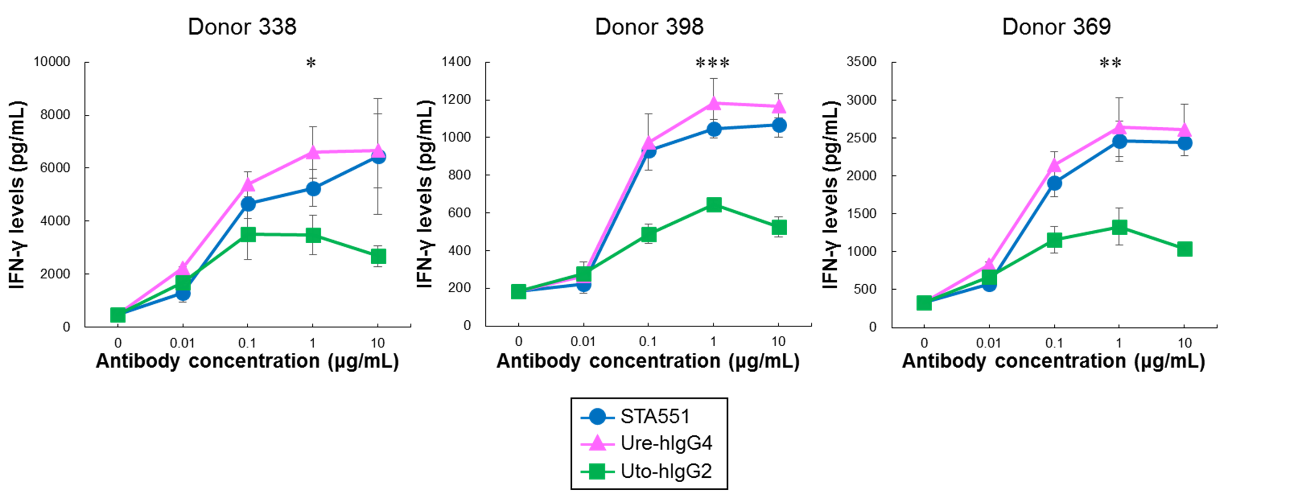 Donor 338
Donor 398
Donor 369
IFN-γ levels (pg/mL)
10000
8000
6000
4000
2000
0
*
0 0.01 0.1 1 10
Antibody concentration (μg/mL)
IFN-γ levels (pg/mL)
1400
1200
1000
800
600
400
200
0
***
0 0.01 0.1 1 10
Antibody concentration (μg/mL)
IFN-γ levels (pg/mL)
3500
3000
2500
2000
1500
1000
500
0
**
0 0.01 0.1 1 10
Antibody concentration (μg/mL)
STA551
Ure-hIgG4
Uto-hIgG2